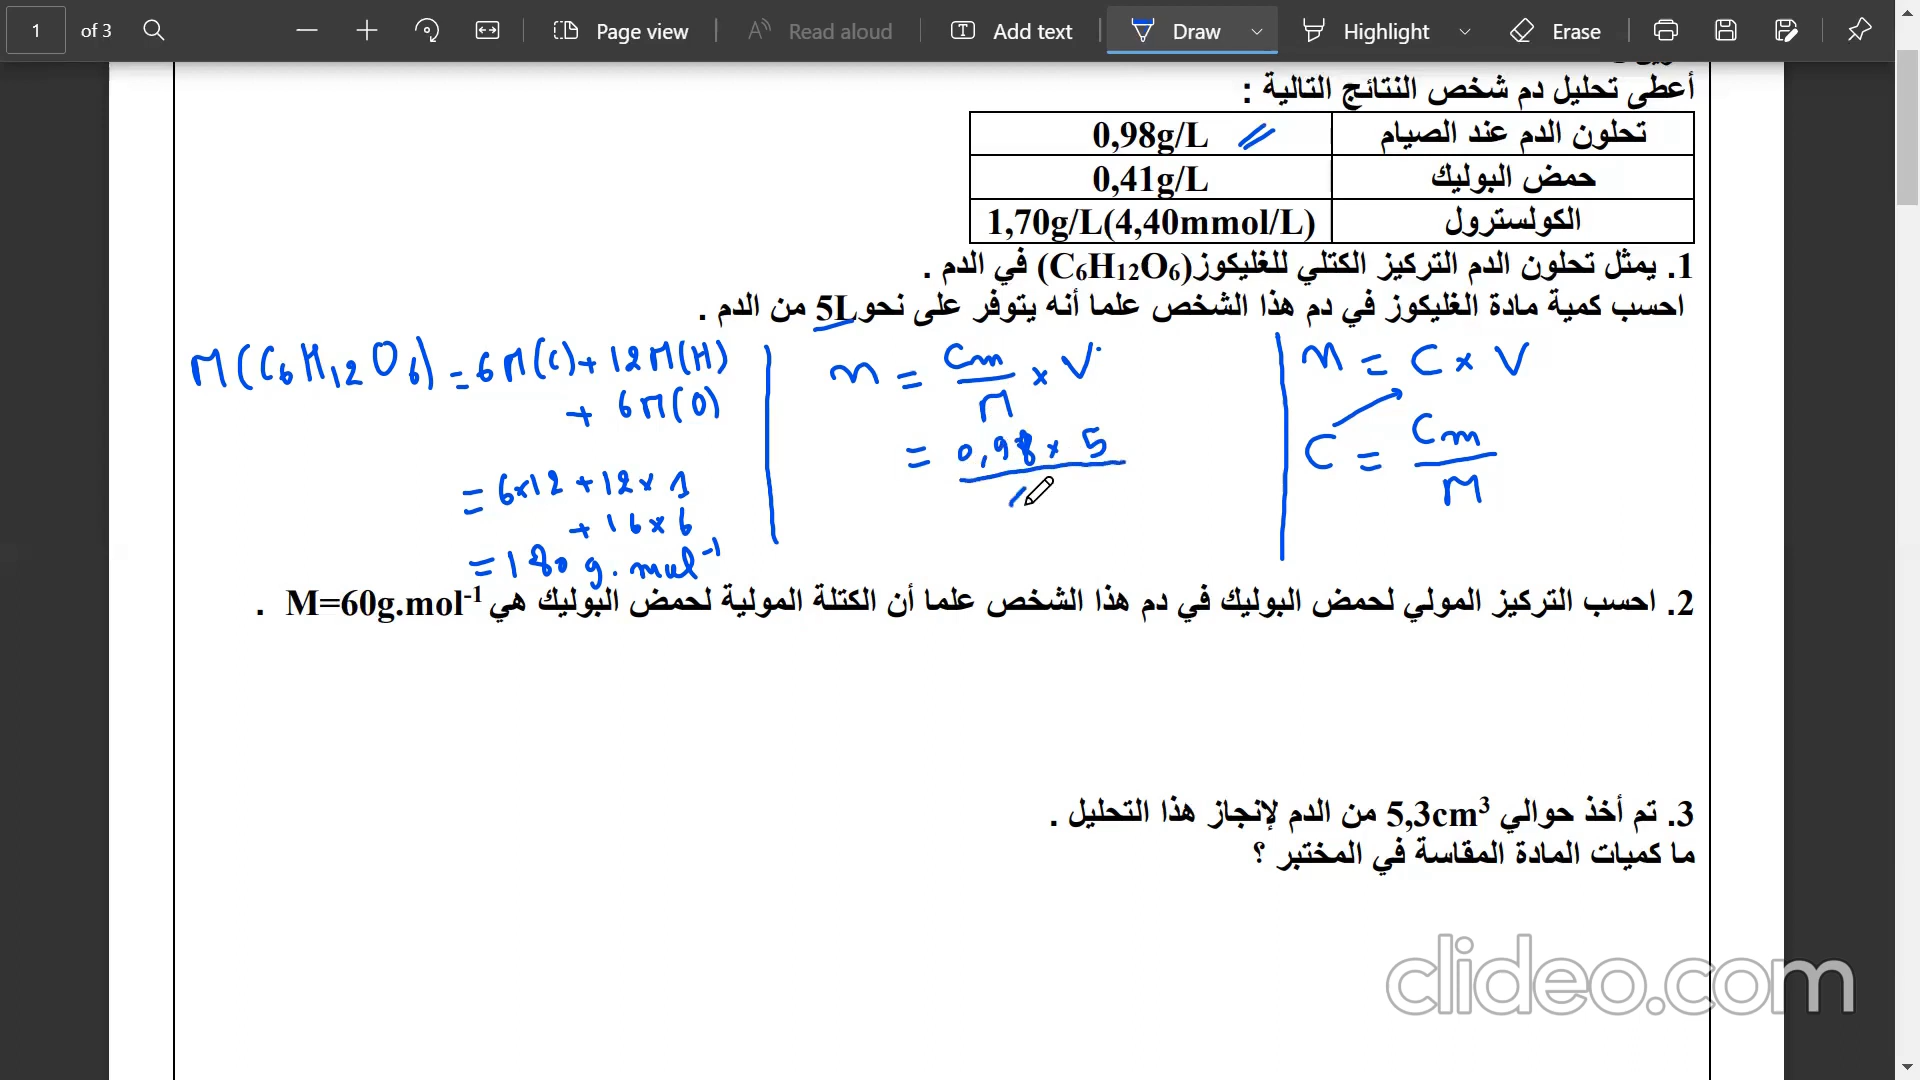 1 of 3 Page view Read aloud Add text Draw Highlight Erase
أعطى تحليل دم شخص النتائج التالية :
تحلون الدم عند الصيام 0,98g/L
حمض البوليك 0,41g/L
الكولسترول 1,70g/L(4,40mmol/L)
1. يمثل تحلون الدم التركيز الكتلي للغليكوز(C₆H₁₂O₆) في الدم .
احسب كمية مادة الغليكوز في دم هذا الشخص علما أنه يتوفر على نحو5L من الدم .
n = C × V
C = Cm / M
n = Cm / M × V
= 0,98 × 5
M(C₆H₁₂O₆) = 6M(C) + 12M(H)
+ 6M(O)
= 6×12 + 12×1
+ 16×6
= 180 g.mol⁻¹
2. احسب التركيز المولي لحمض البوليك في دم هذا الشخص علما أن الكتلة المولية لحمض البوليك هي M=60g.mol⁻¹ .
3. تم أخذ حوالي 5,3cm³ من الدم لإنجاز هذا التحليل .
ما كميات المادة المقاسة في المختبر ؟
clideo.com